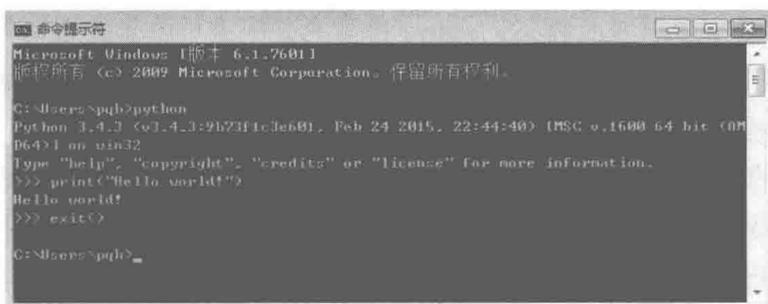 命令提示符
Microsoft Windows [版本 6.1.7601]
版权所有 (c) 2009 Microsoft Corporation。保留所有权利。
C:\Users\pqh>python
Python 3.4.3 (v3.4.3:9b73f1c3e601, Feb 24 2015, 22:44:40) [MSC v.1600 64 bit (AM
D64)] on win32
Type "help", "copyright", "credits" or "license" for more information.
>>> print("Hello world!")
Hello world!
>>> exit()
C:\Users\pqh>